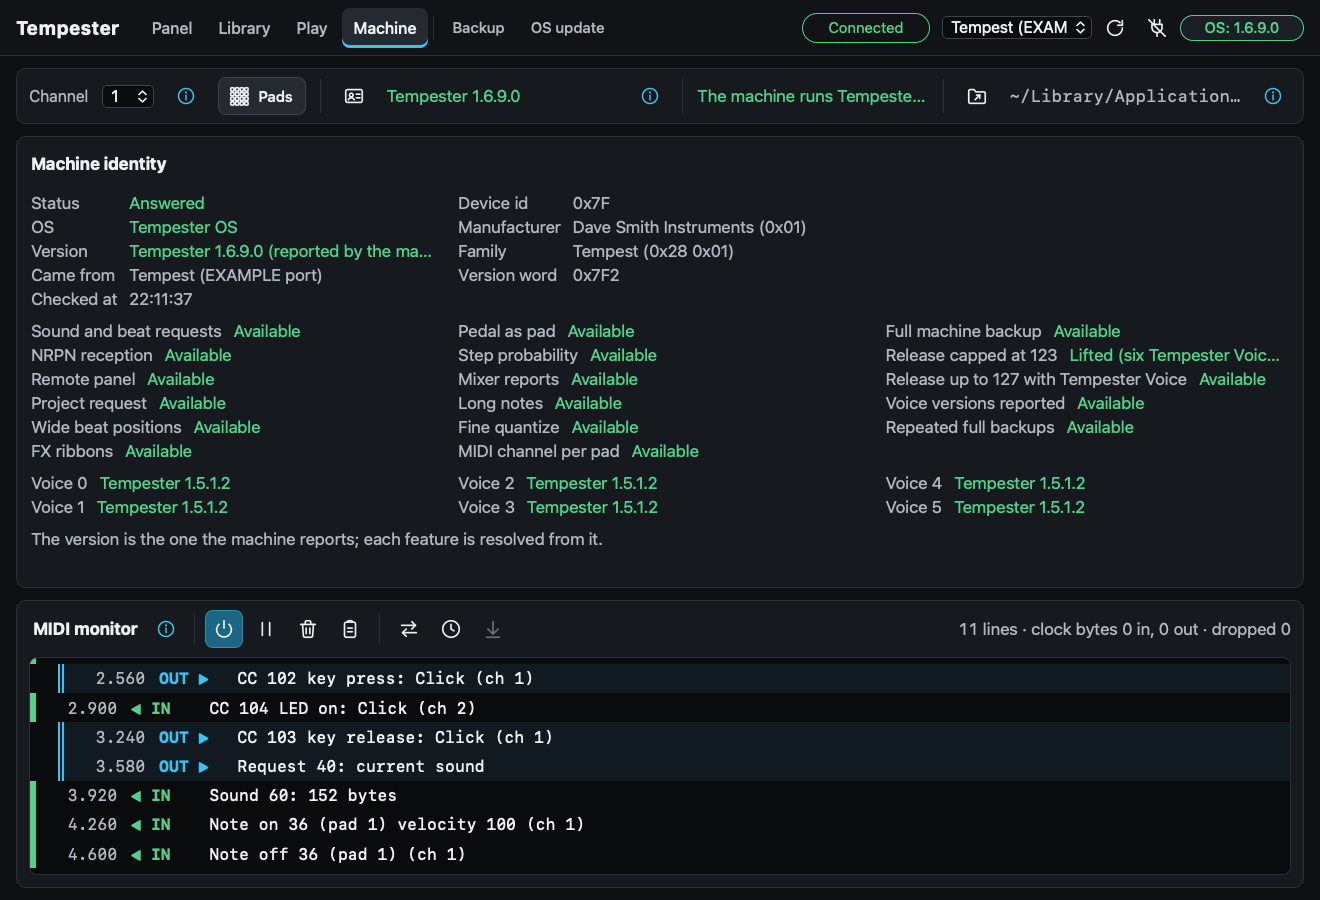 Tempester Panel Library Play Machine Backup OS update Connected Tempest (EXAM OS: 1.6.9.0
Channel 1 Pads Tempester 1.6.9.0 The machine runs Tempeste... ~/Library/Application...
Machine identity
Status Answered Device id 0x7F
OS Tempester OS Manufacturer Dave Smith Instruments (0x01)
Version Tempester 1.6.9.0 (reported by the ma... Family Tempest (0x28 0x01)
Came from Tempest (EXAMPLE port) Version word 0x7F2
Checked at 22:11:37
Sound and beat requests Available Pedal as pad Available Full machine backup Available
NRPN reception Available Step probability Available Release capped at 123 Lifted (six Tempester Voic...
Remote panel Available Mixer reports Available Release up to 127 with Tempester Voice Available
Project request Available Long notes Available Voice versions reported Available
Wide beat positions Available Fine quantize Available Repeated full backups Available
FX ribbons Available MIDI channel per pad Available
Voice 0 Tempester 1.5.1.2 Voice 2 Tempester 1.5.1.2 Voice 4 Tempester 1.5.1.2
Voice 1 Tempester 1.5.1.2 Voice 3 Tempester 1.5.1.2 Voice 5 Tempester 1.5.1.2
The version is the one the machine reports; each feature is resolved from it.
MIDI monitor 11 lines · clock bytes 0 in, 0 out · dropped 0
2.560 OUT ▶ CC 102 key press: Click (ch 1)
2.900 ◀ IN CC 104 LED on: Click (ch 2)
3.240 OUT ▶ CC 103 key release: Click (ch 1)
3.580 OUT ▶ Request 40: current sound
3.920 ◀ IN Sound 60: 152 bytes
4.260 ◀ IN Note on 36 (pad 1) velocity 100 (ch 1)
4.600 ◀ IN Note off 36 (pad 1) (ch 1)